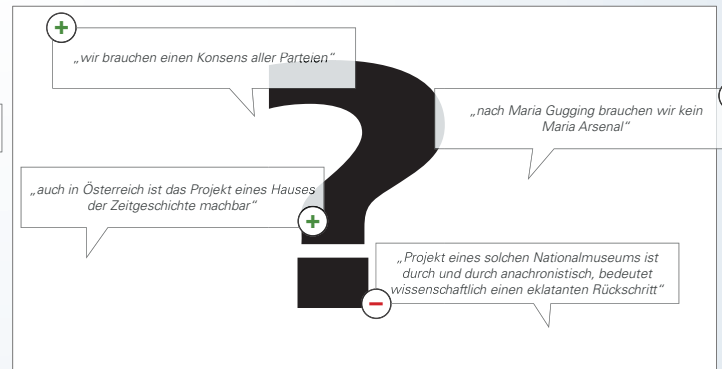 „wir brauchen einen Konsens aller Parteien“
„nach Maria Gugging brauchen wir kein
Maria Arsenal“
„auch in Österreich ist das Projekt eines Hauses
der Zeitgeschichte machbar“
„Projekt eines solchen Nationalmuseums ist
durch und durch anachronistisch, bedeutet
wissenschaftlich einen eklatanten Rückschritt“